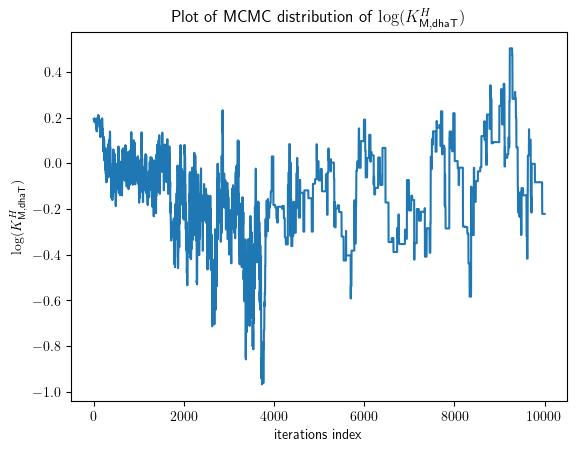 Plot of MCMC distribution of log(K^H_M,dhaT)
log(K^H_M,dhaT)
0.4
0.2
0.0
−0.2
−0.4
−0.6
−0.8
−1.0
0 2000 4000 6000 8000 10000
iterations index